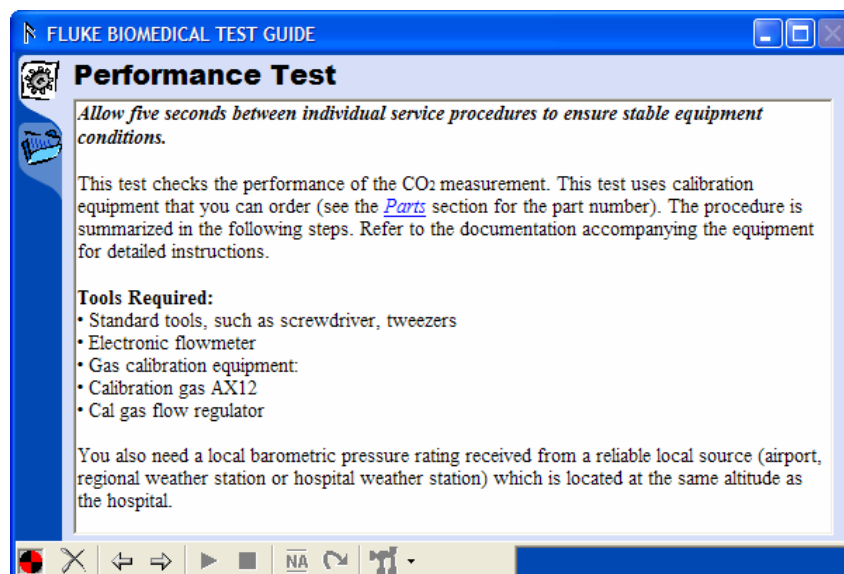 FLUKE BIOMEDICAL TEST GUIDE
Performance Test
Allow five seconds between individual service procedures to ensure stable equipment
conditions.
This test checks the performance of the CO2 measurement. This test uses calibration
equipment that you can order (see the Parts section for the part number). The procedure is
summarized in the following steps. Refer to the documentation accompanying the equipment
for detailed instructions.
Tools Required:
• Standard tools, such as screwdriver, tweezers
• Electronic flowmeter
• Gas calibration equipment:
• Calibration gas AX12
• Cal gas flow regulator
You also need a local barometric pressure rating received from a reliable local source (airport,
regional weather station or hospital weather station) which is located at the same altitude as
the hospital.
NA